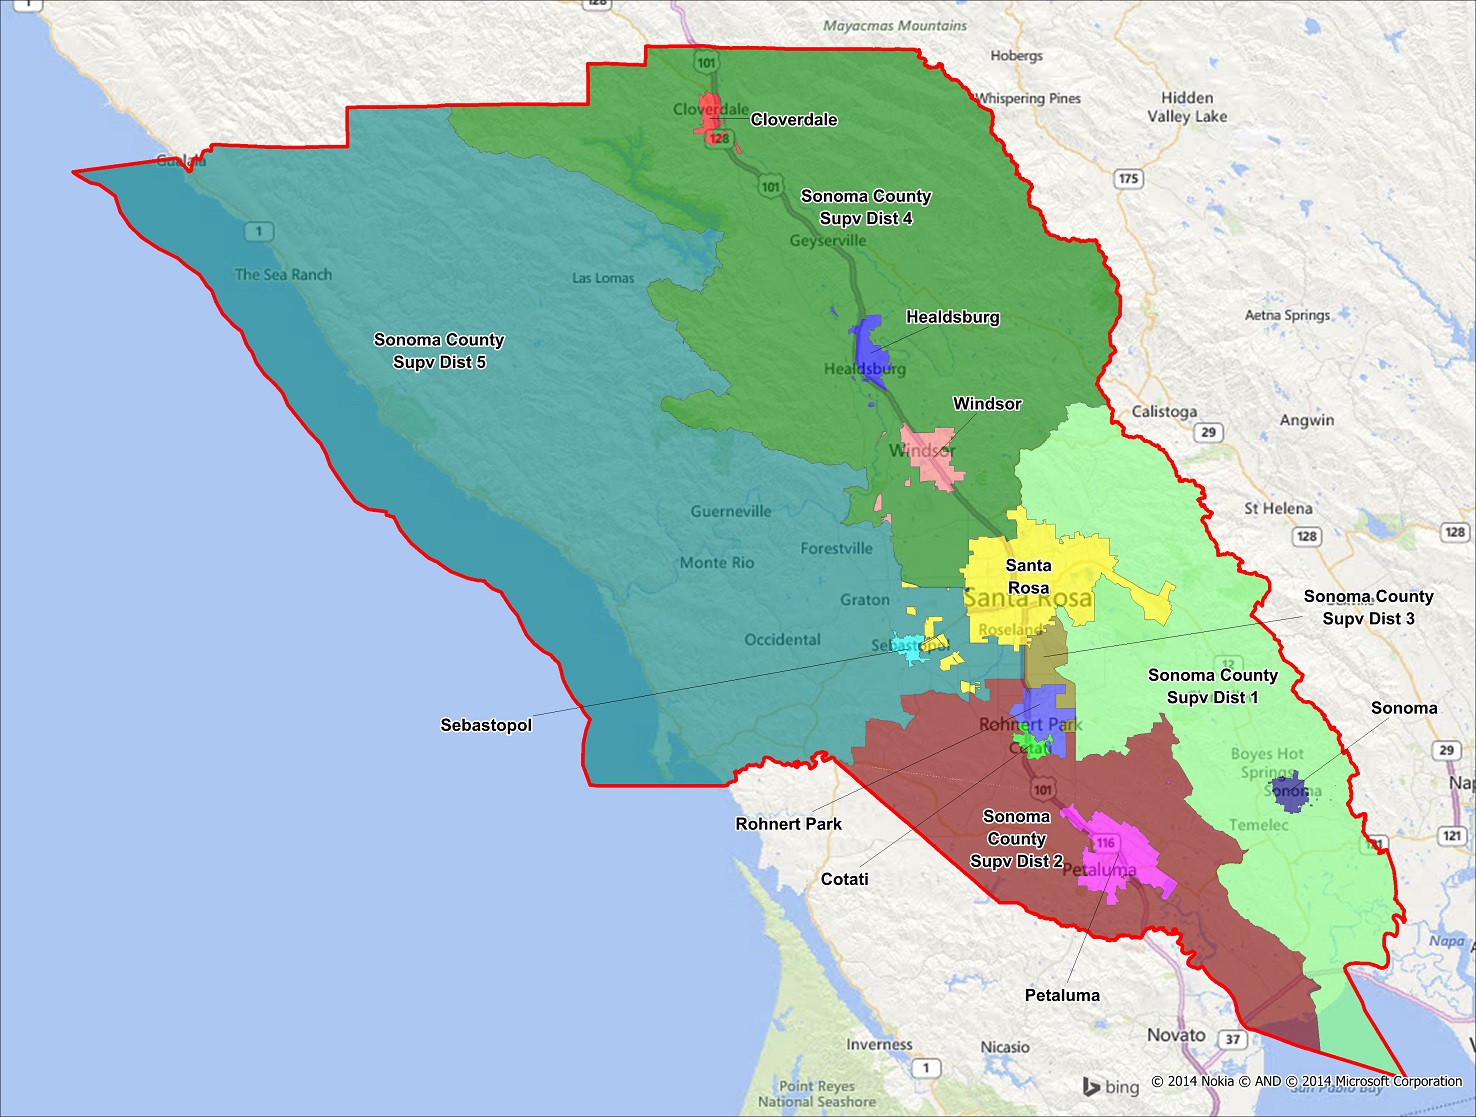 1
128
Mayacmas Mountains
Hobergs
101
Whispering Pines
Hidden
Valley Lake
Cloverdale
Cloverdale
128
Gualala
175
101
Sonoma County
Supv Dist 4
1
Geyserville
The Sea Ranch
Las Lomas
Aetna Springs
Healdsburg
Sonoma County
Supv Dist 5
Healdsburg
Windsor
Calistoga
Angwin
29
Windsor
Guerneville
St Helena
128
128
Forestville
Monte Rio
Santa
Rosa
Santa Rosa
Graton
Sonoma County
Supv Dist 3
Roseland
Occidental
Sebastopol
12
Sonoma County
Supv Dist 1
Sonoma
Sebastopol
Rohnert Park
Cotati
Boyes Hot
Springs
Sonoma
29
Nap
101
Rohnert Park
Sonoma
County
Supv Dist 2
Temelec
121
121
116
Petaluma
Cotati
Napa
Petaluma
Novato
37
Inverness
Nicasio
1
Point Reyes
National Seashore
bing
© 2014 Nokia © AND © 2014 Microsoft Corporation
San Pablo Bay